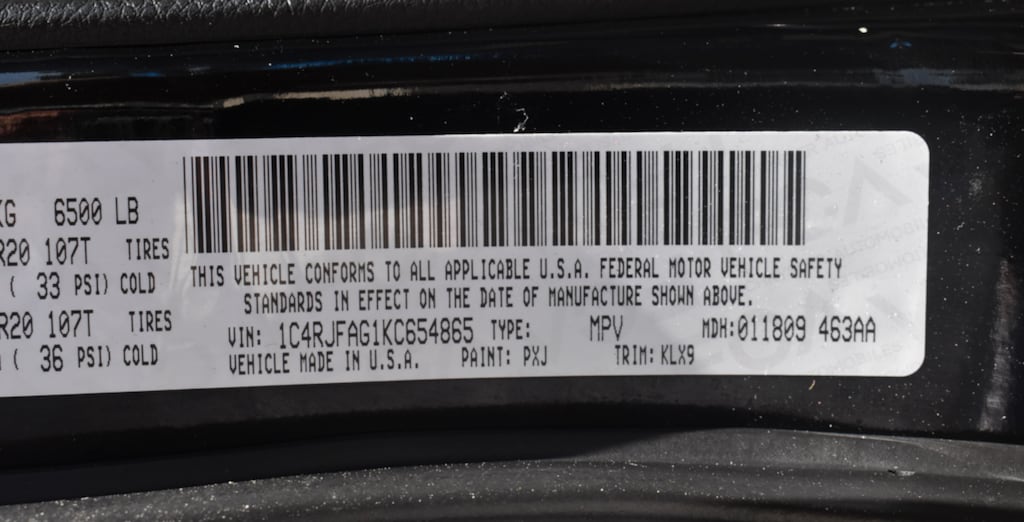 KG 6500 LB
R20 107T TIRES
( 33 PSI) COLD
R20 107T TIRES
( 36 PSI) COLD
THIS VEHICLE CONFORMS TO ALL APPLICABLE U.S.A. FEDERAL MOTOR VEHICLE SAFETY
STANDARDS IN EFFECT ON THE DATE OF MANUFACTURE SHOWN ABOVE.
VIN: 1C4RJFAG1KC654865 TYPE: MPV MDH:011809 463AA
VEHICLE MADE IN U.S.A. PAINT: PXJ TRIM: KLX9